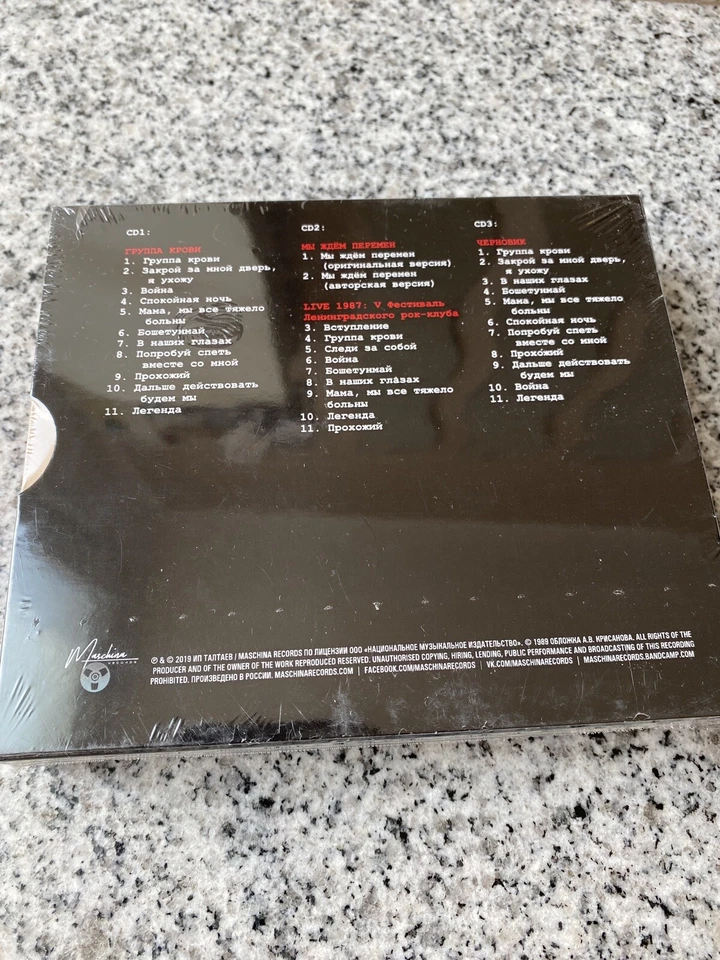 CD1:
ГРУППА КРОВИ
1. Группа крови
2. Закрой за мной дверь,
я ухожу
3. Война
4. Спокойная ночь
5. Мама, мы все тяжело
больны
6. Бошетунмай
7. В наших глазах
8. Попробуй спеть
вместе со мной
9. Прохожий
10. Дальше действовать
будем мы
11. Легенда
CD2:
МЫ ЖДЁМ ПЕРЕМЕН
1. Мы ждём перемен
(оригинальная версия)
2. Мы ждём перемен
(авторская версия)
LIVE 1987: V Фестиваль
Ленинградского рок-клуба
3. Вступление
4. Группа крови
5. Следи за собой
6. Война
7. Бошетунмай
8. В наших глазах
9. Мама, мы все тяжело
больны
10. Легенда
11. Прохожий
CD3:
ЧЕРНОВИК
1. Группа крови
2. Закрой за мной дверь,
я ухожу
3. В наших глазах
4. Бошетунмай
5. Мама, мы все тяжело
больны
6. Спокойная ночь
7. Попробуй спеть
вместе со мной
8. Прохожий
9. Дальше действовать
будем мы
10. Война
11. Легенда
Maschina
RECORDS
℗ & © 2019 ИП ТАЛТАЕВ / MASCHINA RECORDS ПО ЛИЦЕНЗИИ ООО «НАЦИОНАЛЬНОЕ МУЗЫКАЛЬНОЕ ИЗДАТЕЛЬСТВО». © 1989 ОБЛОЖКА А.В. КРИСАНОВА. ALL RIGHTS OF THE
PRODUCER AND OF THE OWNER OF THE WORK REPRODUCED RESERVED. UNAUTHORISED COPYING, HIRING, LENDING, PUBLIC PERFORMANCE AND BROADCASTING OF THIS RECORDING
PROHIBITED. ПРОИЗВЕДЕНО В РОССИИ. MASCHINARECORDS.COM | FACEBOOK.COM/MASCHINARECORDS | VK.COM/MASCHINARECORDS | MASCHINARECORDS.BANDCAMP.COM